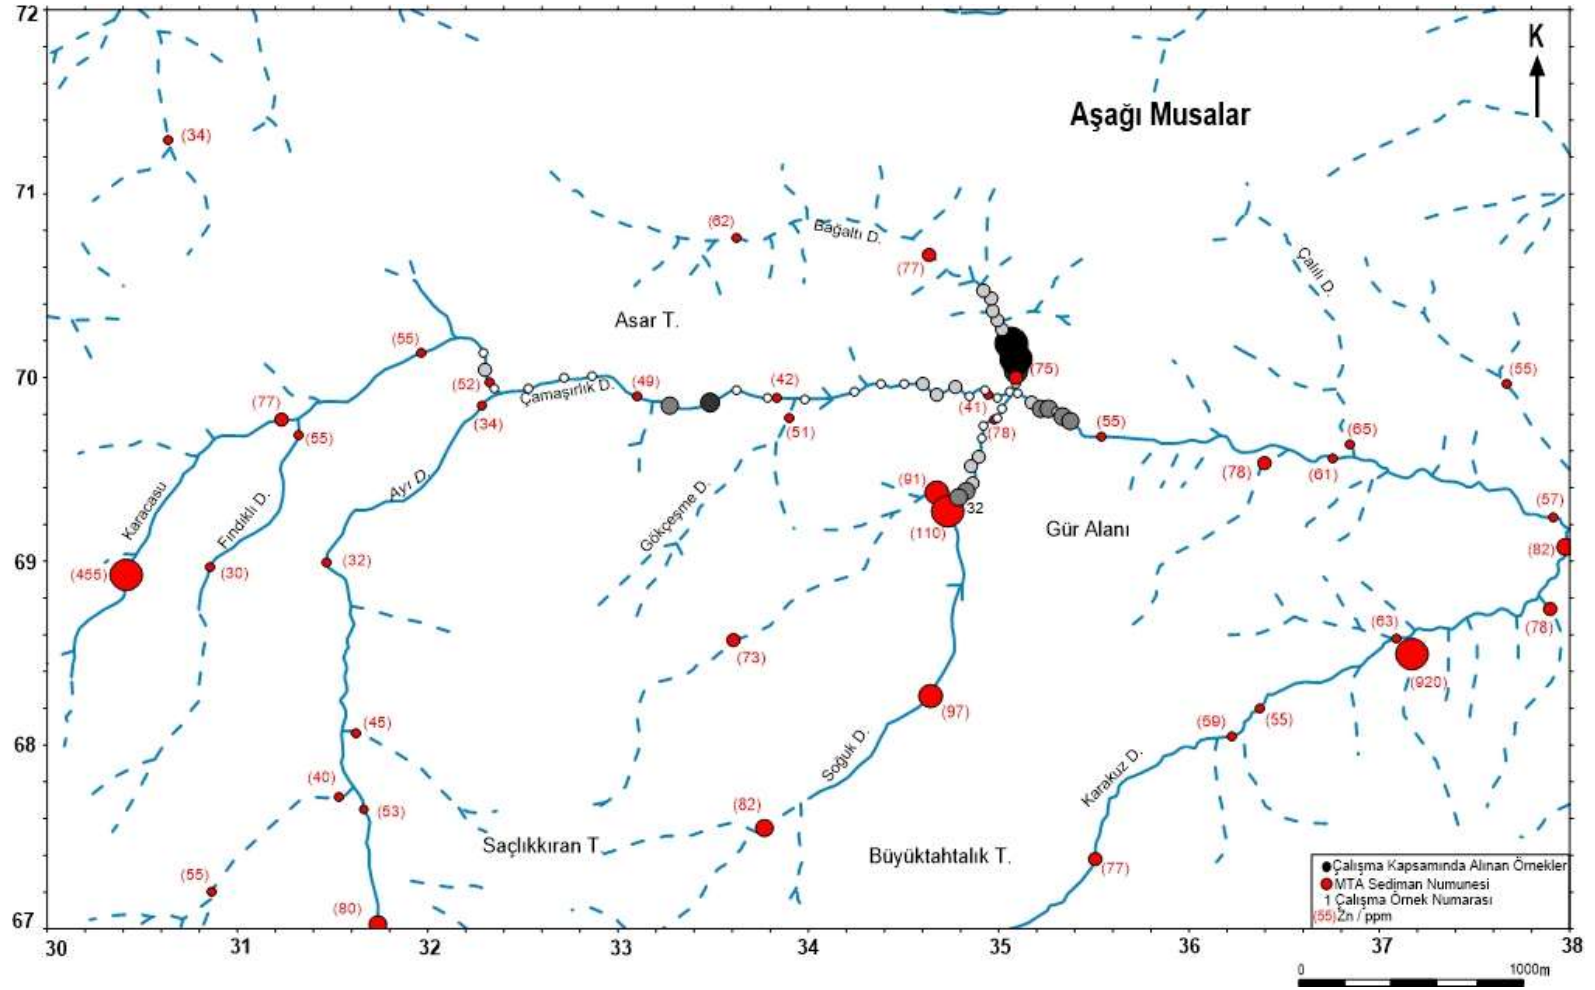 72
K
Aşağı Musalar
(34)
71
(62)
Bağaltı D.
(77)
Çalılı D.
Asar T.
(55)
(75)
(55)
70
(52)
Çamaşırlık D.
(49)
(42)
(41)
(77)
(34)
(51)
(78)
(55)
(65)
(55)
(61)
(78)
Ayı D.
(91)
Karacasu
Fındıklı D.
Gökçeşme D.
32
(57)
(110)
Gür Alanı
(82)
69
(455)
(30)
(32)
(63)
(78)
(73)
(920)
(97)
(45)
(59)
(55)
68
Soğuk D.
Karakuz D.
(40)
(53)
(82)
Saçlıkkıran T.
Büyüktahtalık T.
(77)
(55)
(80)
Çalışma Kapsamında Alınan Örnekler
MTA Sediman Numunesi
1 Çalışma Örnek Numarası
(55)Zn / ppm
67
30 31 32 33 34 35 36 37 38
0 1000m